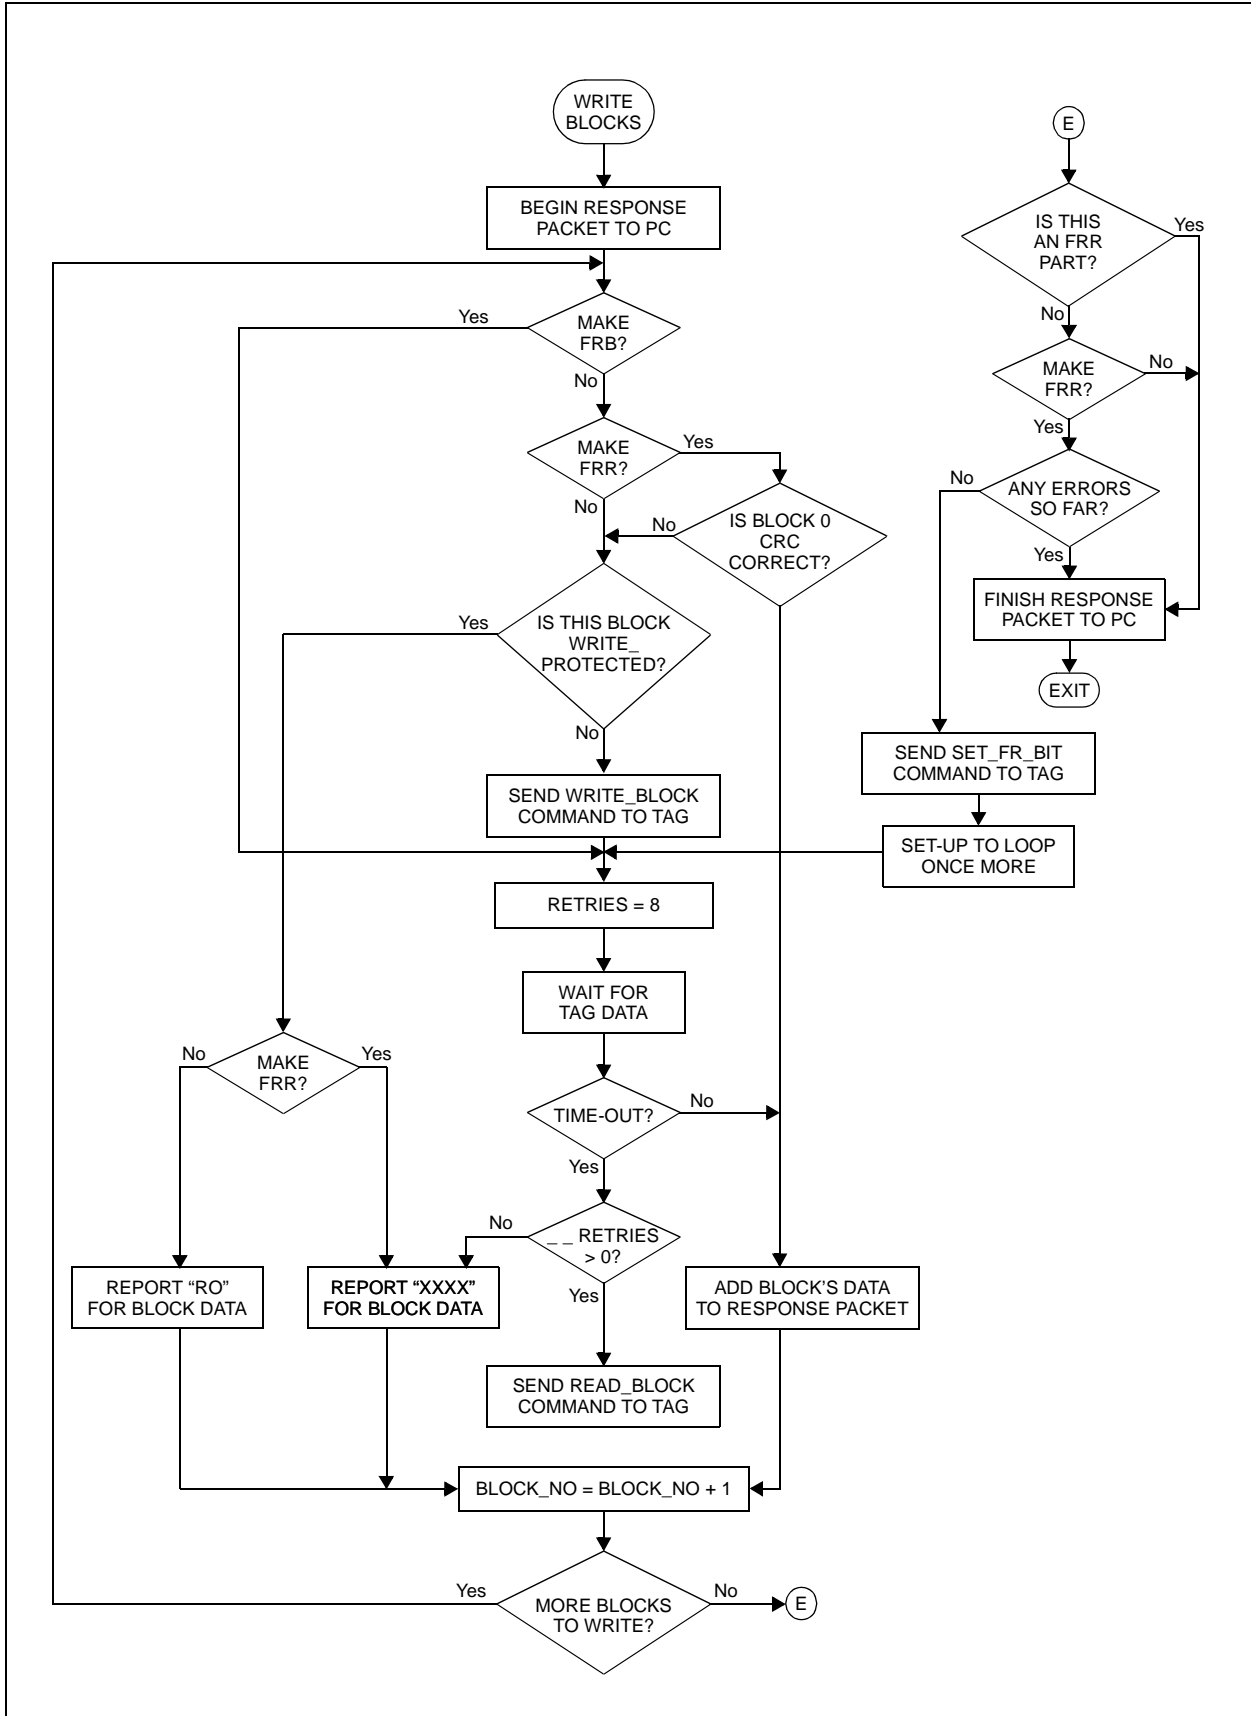 WRITE
BLOCKS
BEGIN RESPONSE
PACKET TO PC
Yes
MAKE
FRB?
No
MAKE
FRR?
Yes
No
No
IS BLOCK 0
CRC
CORRECT?
Yes
IS THIS BLOCK
WRITE_
PROTECTED?
No
SEND WRITE_BLOCK
COMMAND TO TAG
RETRIES = 8
WAIT FOR
TAG DATA
No
MAKE
FRR?
Yes
TIME-OUT?
No
Yes
No
_ _ RETRIES
> 0?
Yes
REPORT “RO”
FOR BLOCK DATA
REPORT “XXXX”
FOR BLOCK DATA
ADD BLOCK’S DATA
TO RESPONSE PACKET
SEND READ_BLOCK
COMMAND TO TAG
BLOCK_NO = BLOCK_NO + 1
Yes
MORE BLOCKS
TO WRITE?
No
E
E
IS THIS
AN FRR
PART?
Yes
No
MAKE
FRR?
No
Yes
No
ANY ERRORS
SO FAR?
Yes
FINISH RESPONSE
PACKET TO PC
EXIT
SEND SET_FR_BIT
COMMAND TO TAG
SET-UP TO LOOP
ONCE MORE